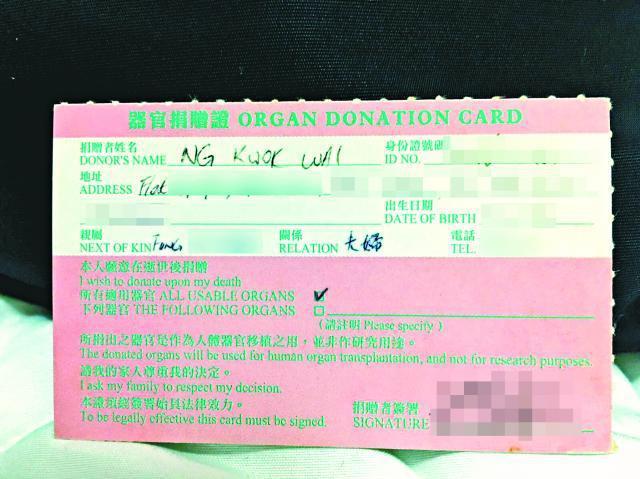 器官捐贈證 ORGAN DONATION CARD
捐贈者姓名 身份證號碼
DONOR'S NAME NG KWOK WAI ID NO.
地址
ADDRESS Flat
出生日期
DATE OF BIRTH
親屬 關係 電話
NEXT OF KIN RELATION 夫婦 TEL.
本人願意在逝世後捐贈
I wish to donate upon my death
所有適用器官 ALL USABLE ORGANS ✓
下列器官 THE FOLLOWING ORGANS
(請註明 Please specify)
所捐出之器官是作為人體器官移植之用，並非作研究用途。
The donated organs will be used for human organ transplantation, and not for research purposes.
請我的家人尊重我的決定。
I ask my family to respect my decision.
本證須經簽署始具法律效力。 捐贈者簽署
To be legally effective this card must be signed. SIGNATURE